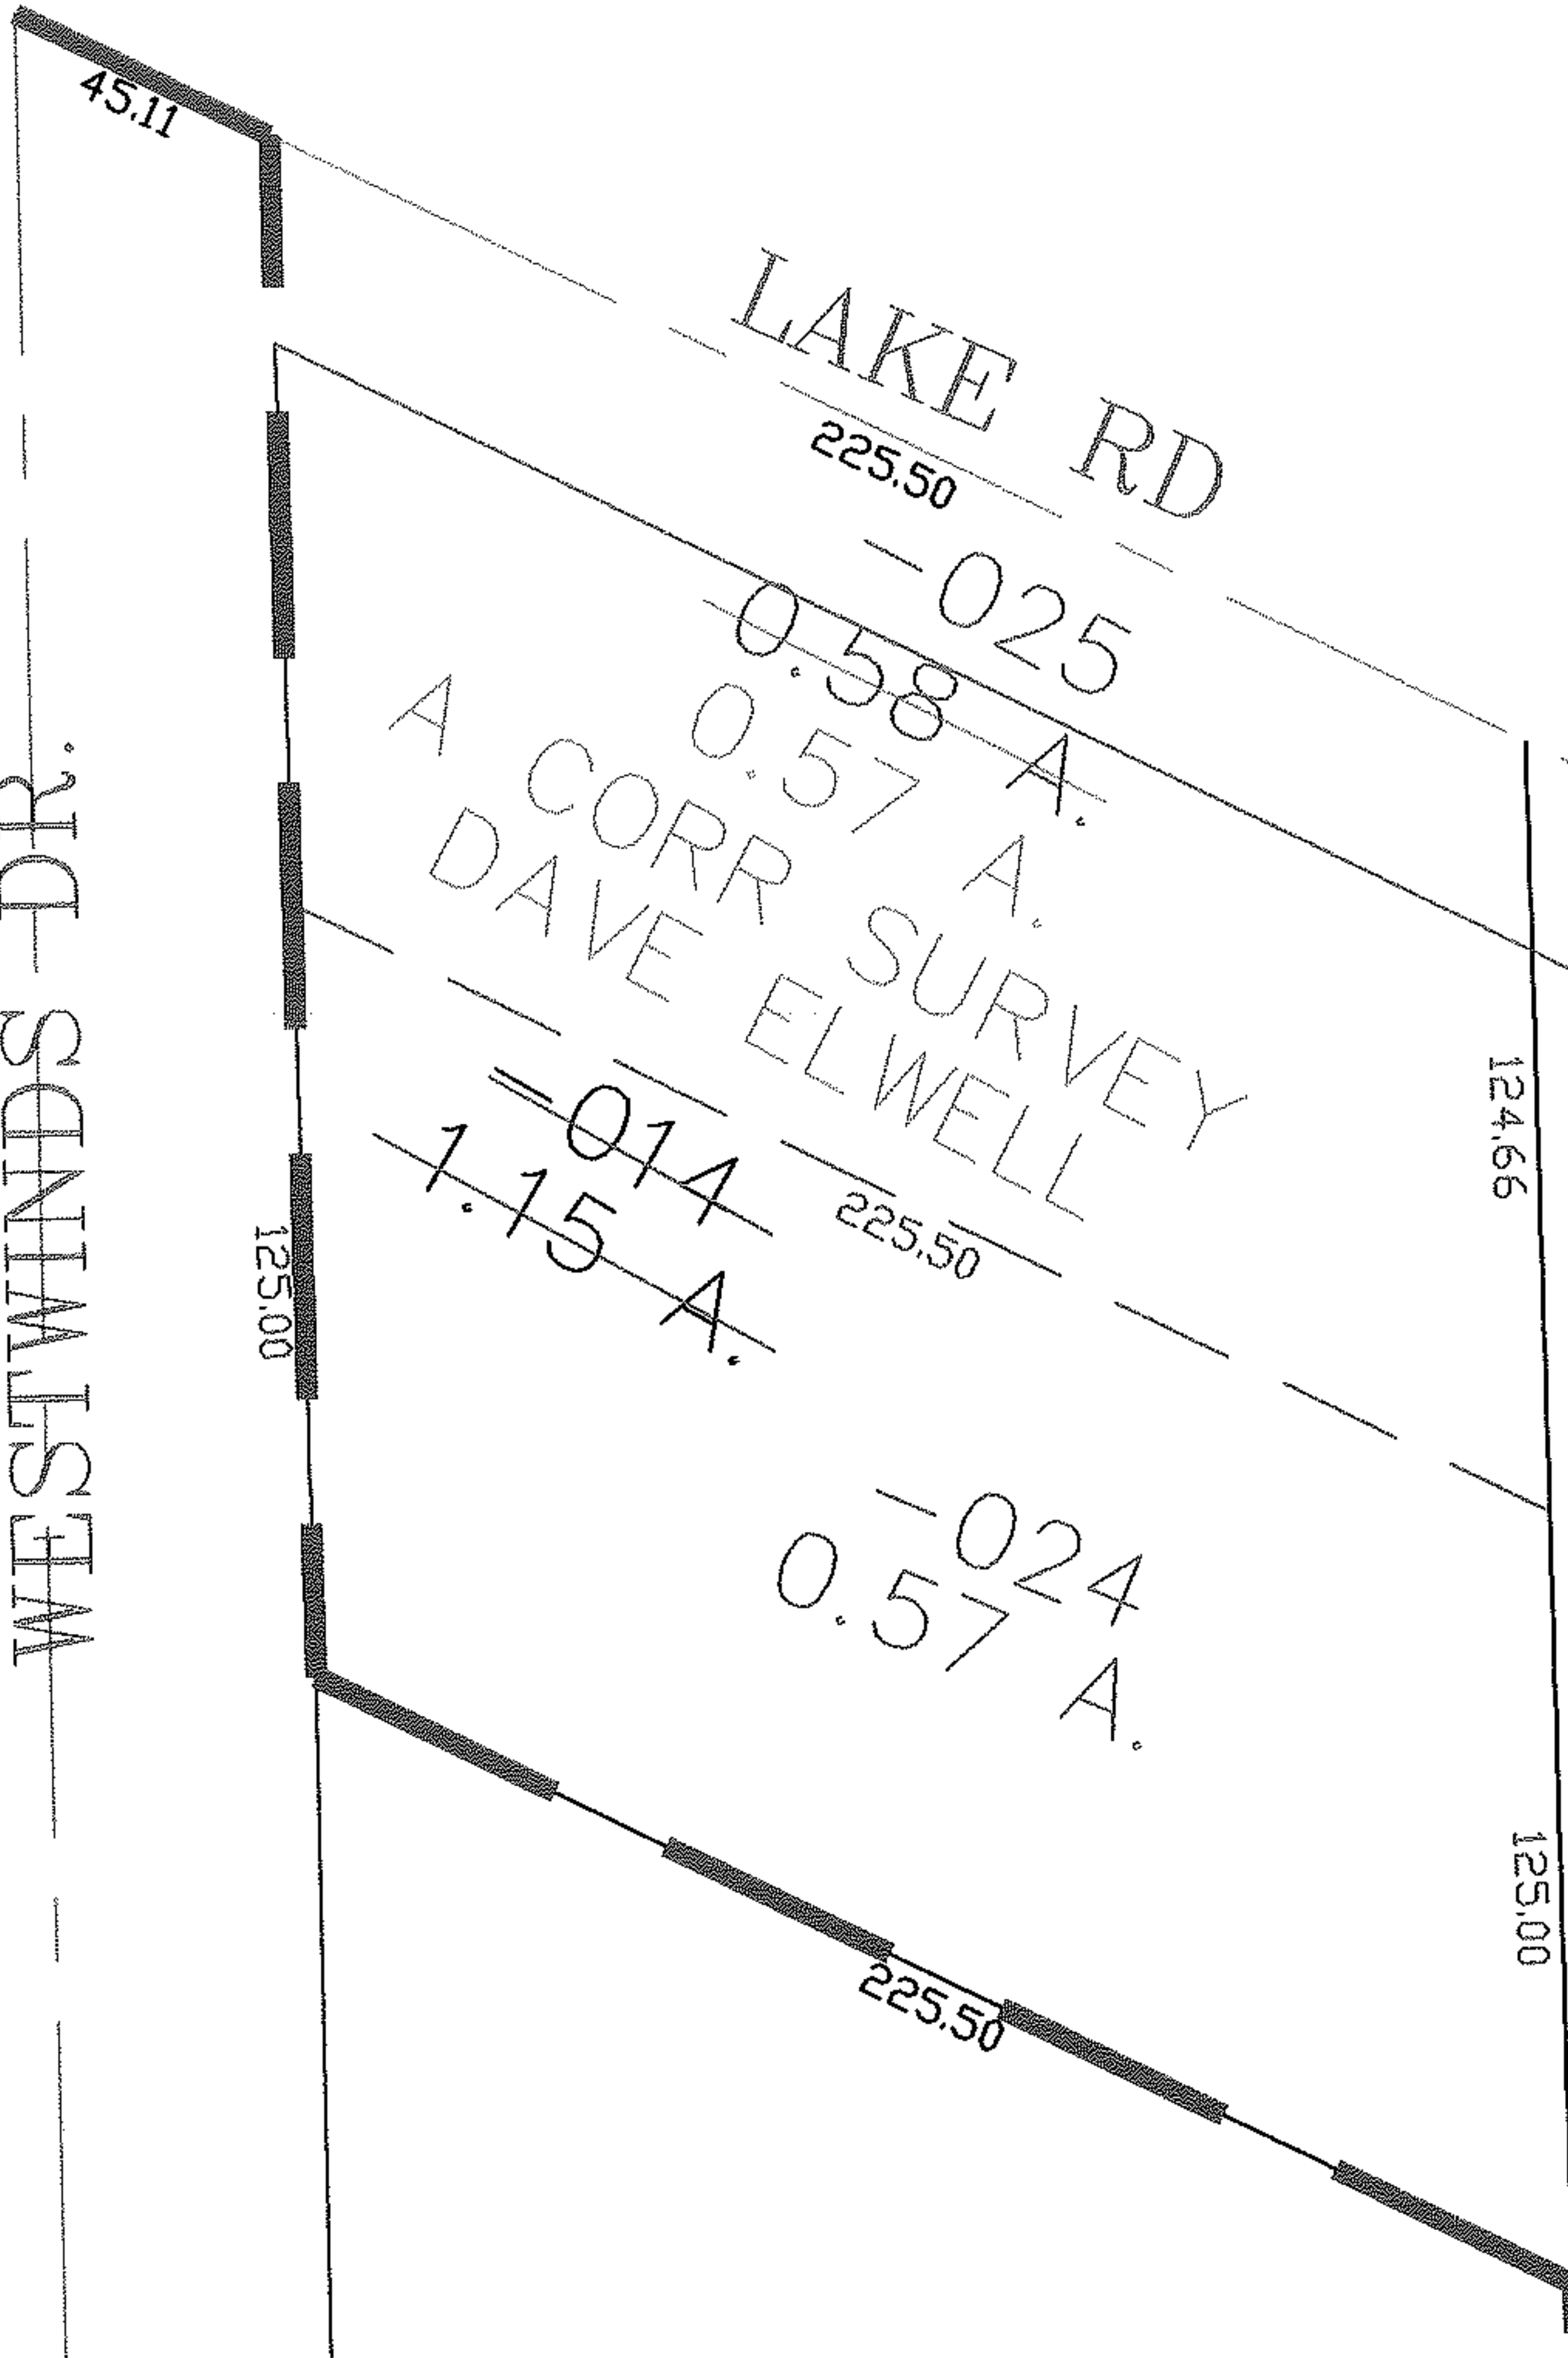 45.11
LAKE RD
225.50
-025
0.58 A.
0.57 A.
A CORR SURVEY
DAVE ELWELL
WESTWINDS DR.
124.66
-014
1.15 A.
225.50
125.00
-024
0.57 A.
125.00
225.50